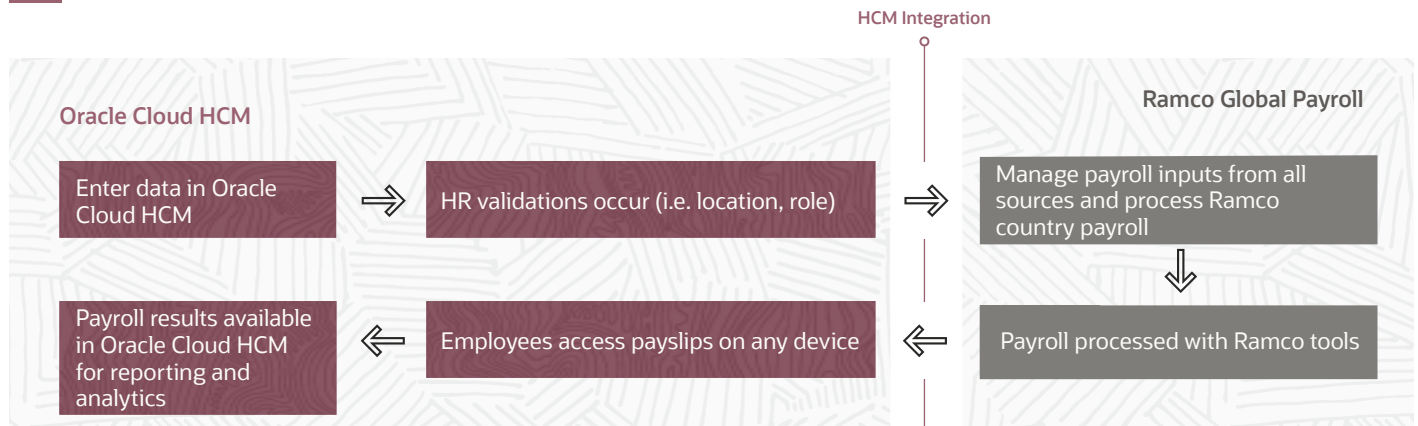 HCM Integration
Oracle Cloud HCM
Ramco Global Payroll
Enter data in Oracle
Cloud HCM
HR validations occur (i.e. location, role)
Manage payroll inputs from all
sources and process Ramco
country payroll
Payroll results available
in Oracle Cloud HCM
for reporting and
analytics
Employees access payslips on any device
Payroll processed with Ramco tools